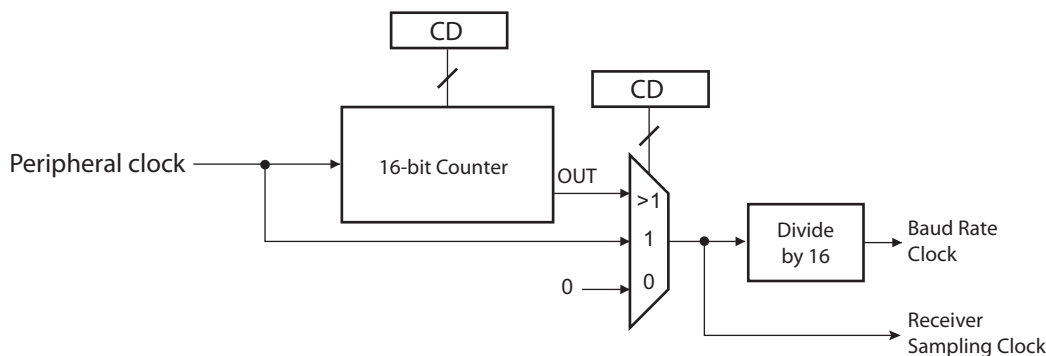 CD
CD
Peripheral clock
16-bit Counter
OUT
>1
1
0
0
Divide
by 16
Baud Rate
Clock
Receiver
Sampling Clock